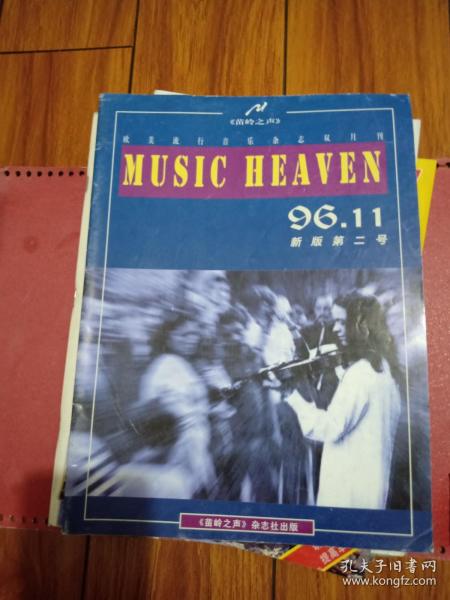 《苗岭之声》
欧美流行音乐杂志双月刊
MUSIC HEAVEN
96.11
新版第二号
《苗岭之声》杂志社出版
提高
孔夫子旧书网
www.kongfz.com